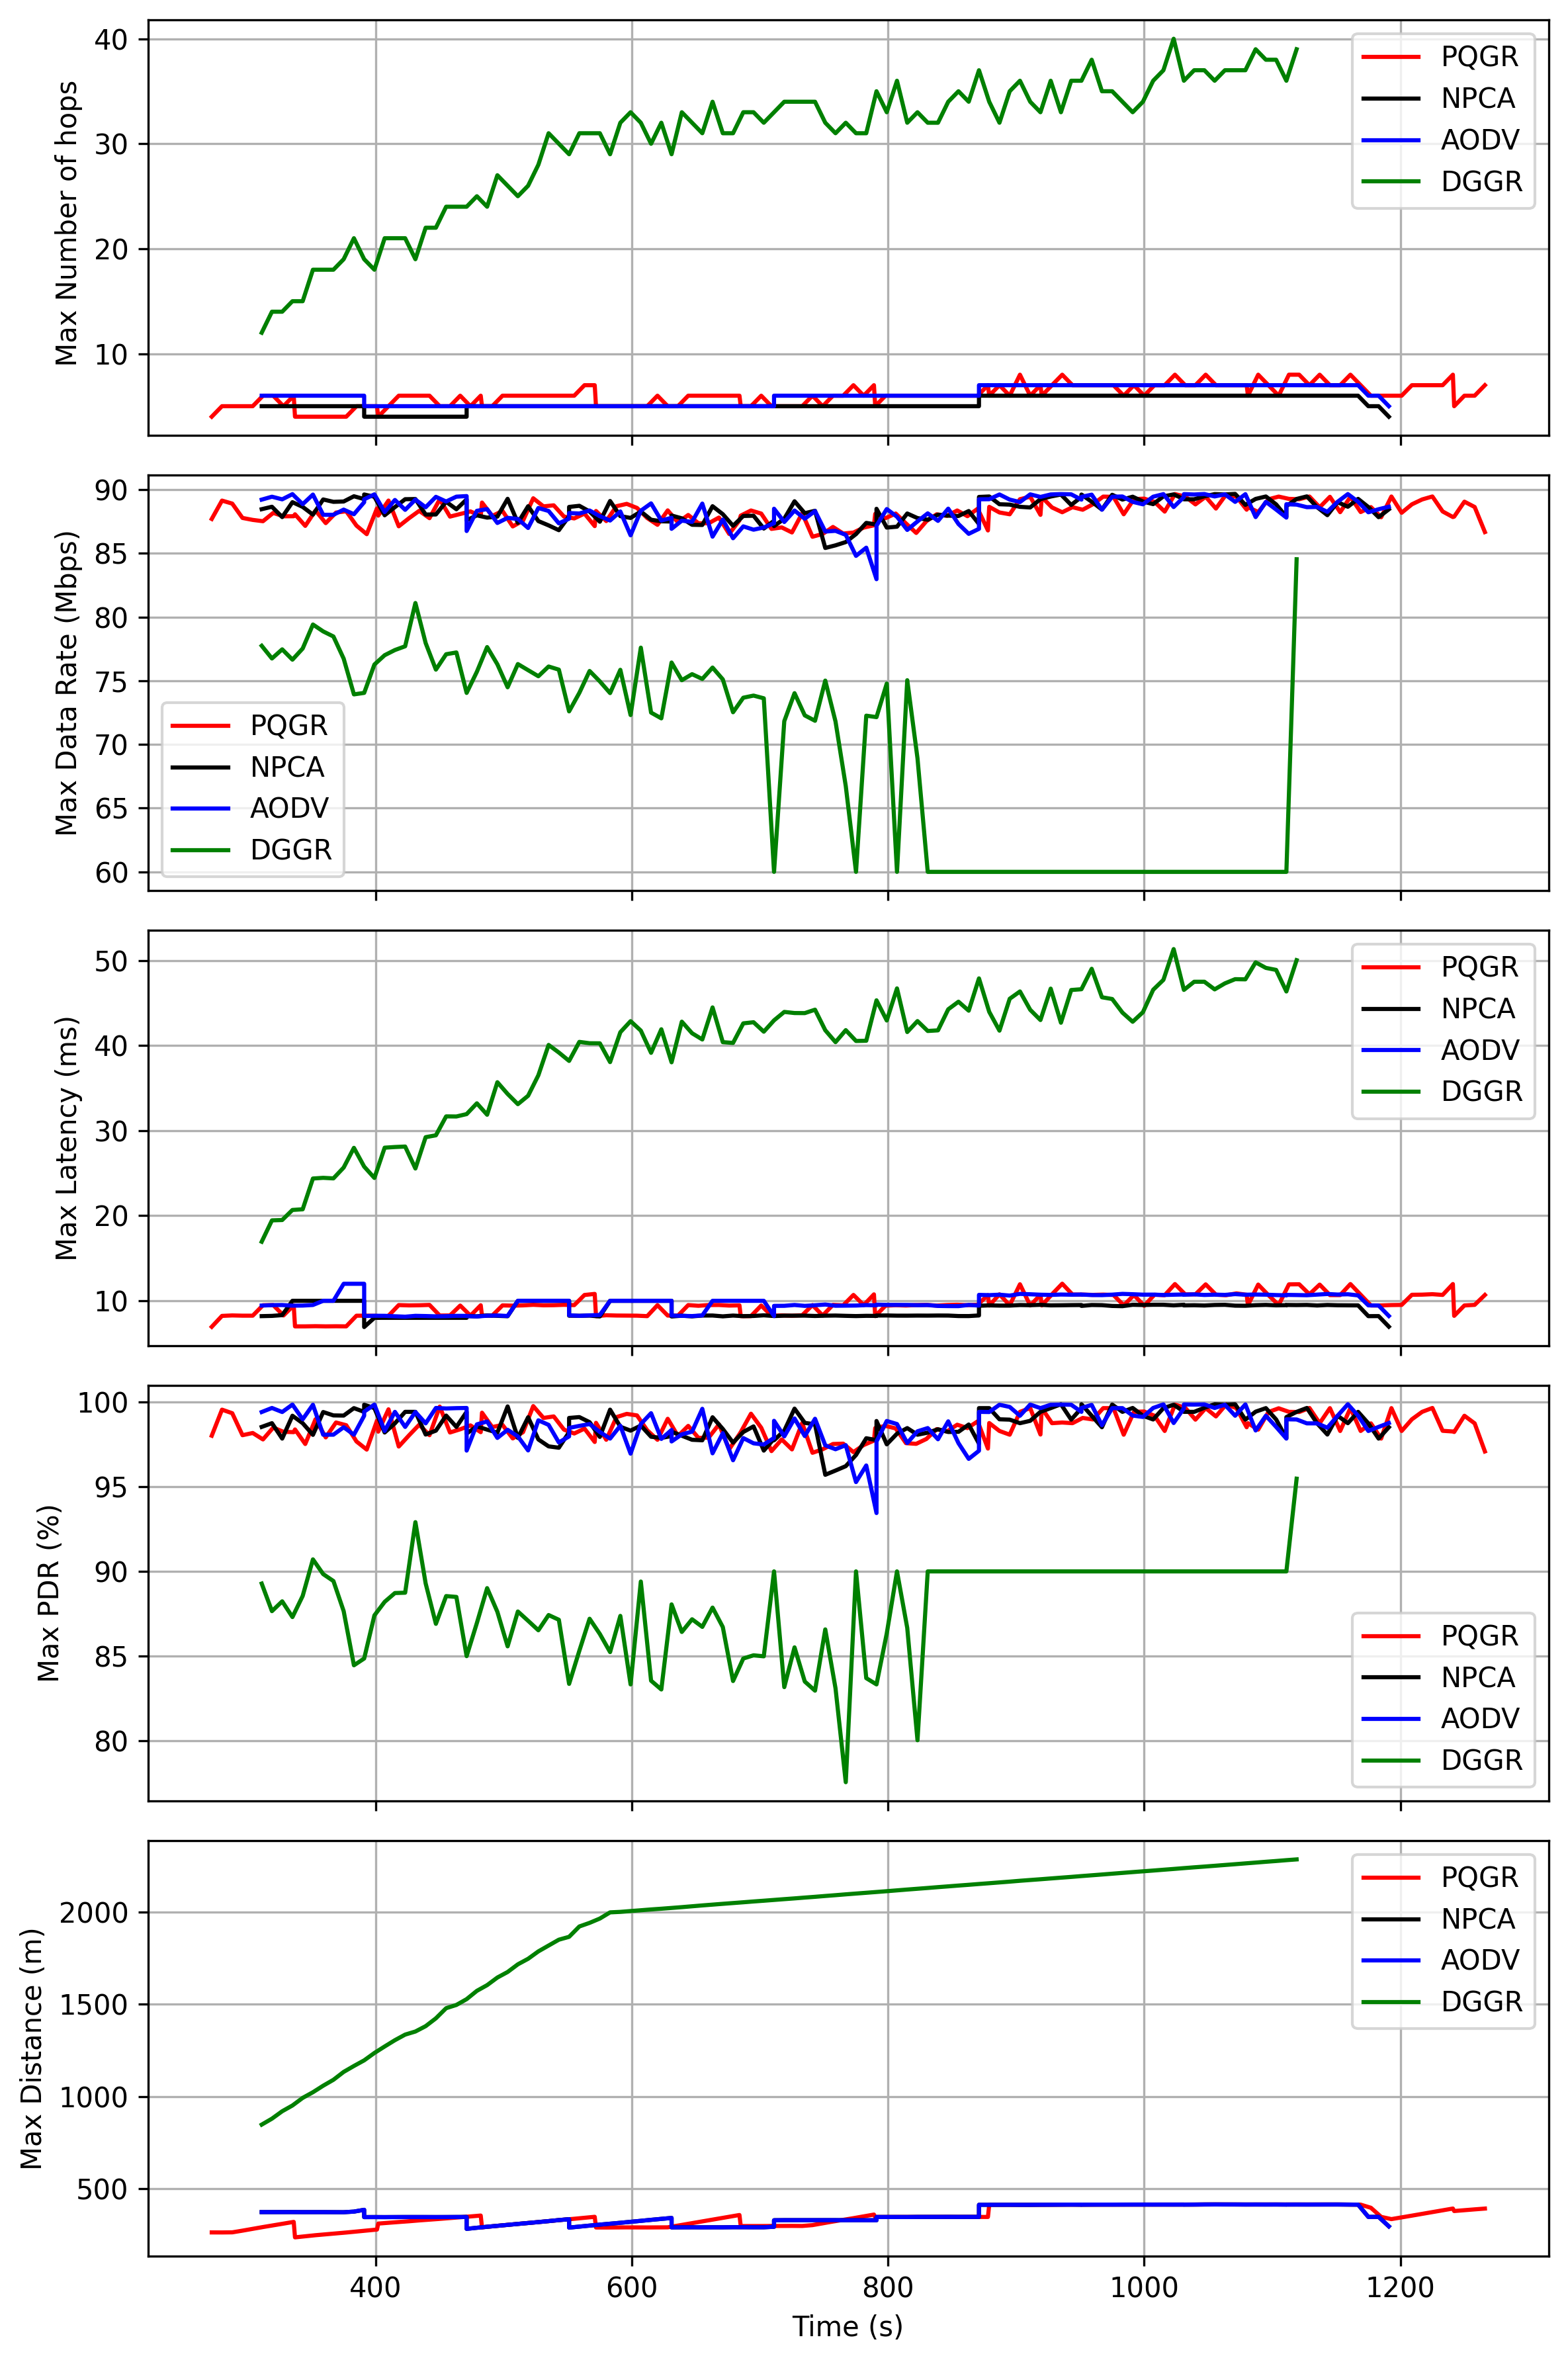 Max Number of hops
40
30
20
10
PQGR
NPCA
AODV
DGGR
Max Data Rate (Mbps)
90
85
80
75
70
65
60
PQGR
NPCA
AODV
DGGR
Max Latency (ms)
50
40
30
20
10
PQGR
NPCA
AODV
DGGR
Max PDR (%)
100
95
90
85
80
PQGR
NPCA
AODV
DGGR
Max Distance (m)
2000
1500
1000
500
PQGR
NPCA
AODV
DGGR
400 600 800 1000 1200
Time (s)